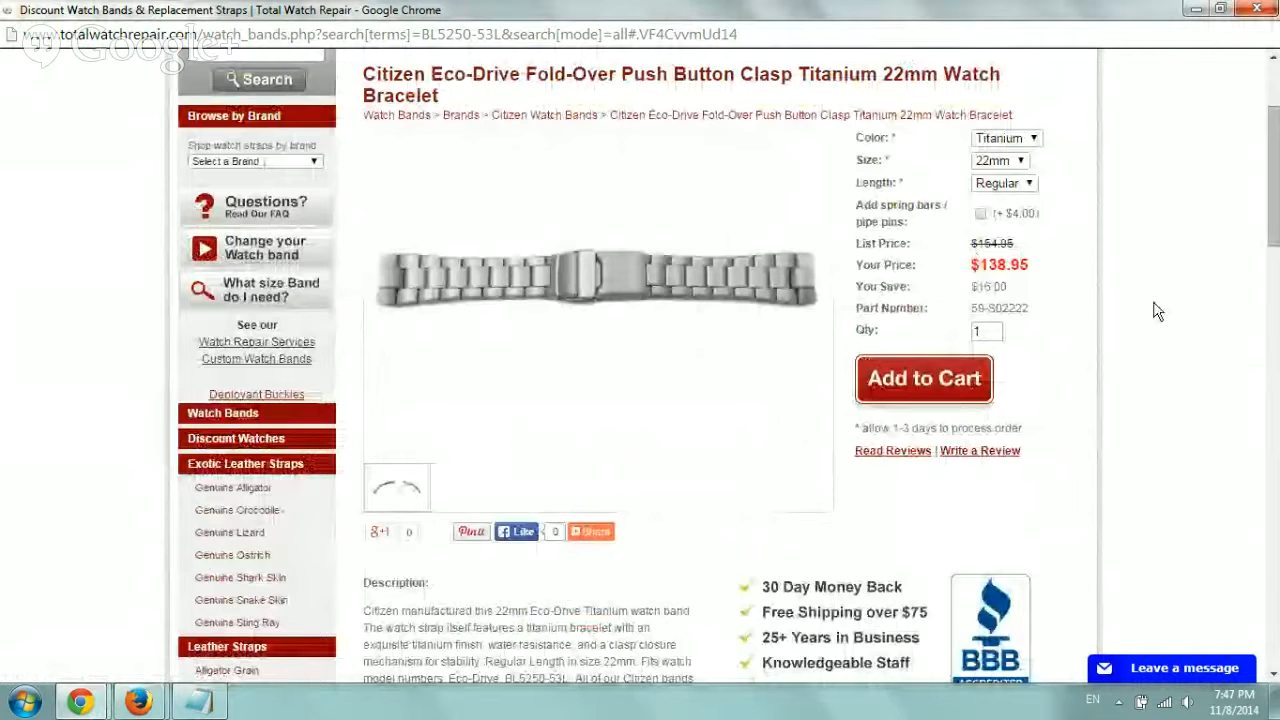 Discount Watch Bands & Replacement Straps | Total Watch Repair - Google Chrome
www.totalwatchrepair.com/watch_bands.php?search[terms]=BL5250-53L&search[mode]=all#.VF4CvvmUd14
Google+
Search
Citizen Eco-Drive Fold-Over Push Button Clasp Titanium 22mm Watch
Bracelet
Watch Bands > Brands > Citizen Watch Bands > Citizen Eco-Drive Fold-Over Push Button Clasp Titanium 22mm Watch Bracelet
Browse by Brand
Shop watch straps by brand
Select a Brand
Questions?
Read Our FAQ
Change your
Watch band
What size Band
do I need?
See our
Watch Repair Services
Custom Watch Bands
Deployant Buckles
Watch Bands
Discount Watches
Exotic Leather Straps
Genuine Alligator
Genuine Crocodile
Genuine Lizard
Genuine Ostrich
Genuine Shark Skin
Genuine Snake Skin
Genuine Sting Ray
Leather Straps
Alligator Grain
Color: * Titanium
Size: * 22mm
Length: * Regular
Add spring bars /
pipe pins: (+ $4.00)
List Price: $154.95
Your Price: $138.95
You Save: $16.00
Part Number: 59-S02222
Qty: 1
Add to Cart
* allow 1-3 days to process order
Read Reviews | Write a Review
g+1 0 Pin it Like 0 Share
Description:
Citizen manufactured this 22mm Eco-Drive Titanium watch band
The watch strap itself features a titanium bracelet with an
exquisite titanium finish, water resistance, and a clasp closure
mechanism for stability. Regular Length in size 22mm. Fits watch
model numbers: Eco-Drive, BL5250-53L. All of our Citizen bands
30 Day Money Back
Free Shipping over $75
25+ Years in Business
Knowledgeable Staff
BBB
ACCREDITED
Leave a message
EN
7:47 PM
11/8/2014